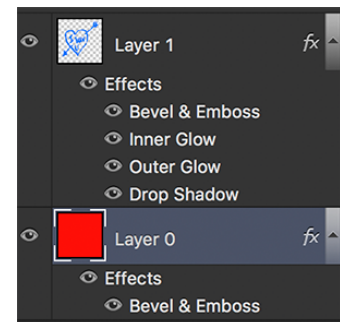 Layer 1 fx
Effects
Bevel & Emboss
Inner Glow
Outer Glow
Drop Shadow
Layer 0 fx
Effects
Bevel & Emboss